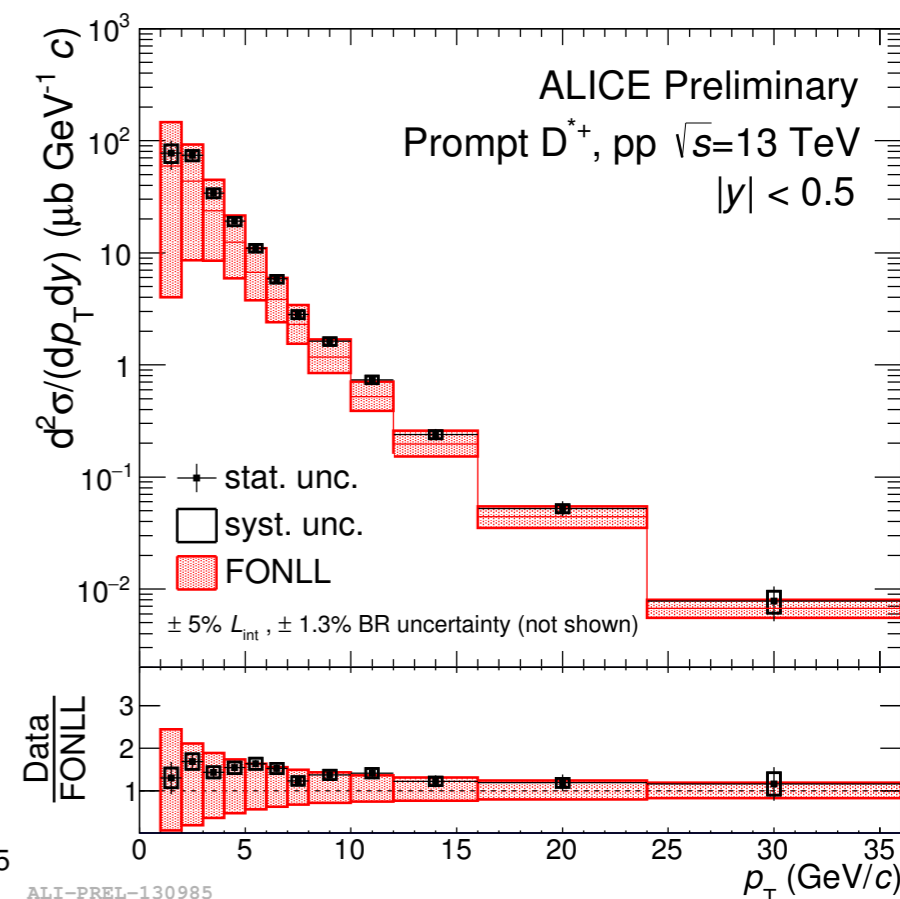 ALICE Preliminary
Prompt D*+, pp √s=13 TeV
|y| < 0.5
d²σ/(dp_T dy) (μb GeV⁻¹ c)
10³
10²
10
1
10⁻¹
10⁻²
stat. unc.
syst. unc.
FONLL
± 5% L_int , ± 1.3% BR uncertainty (not shown)
Data
FONLL
3
2
1
0 5 10 15 20 25 30 35
p_T (GeV/c)
5
ALI-PREL-130985